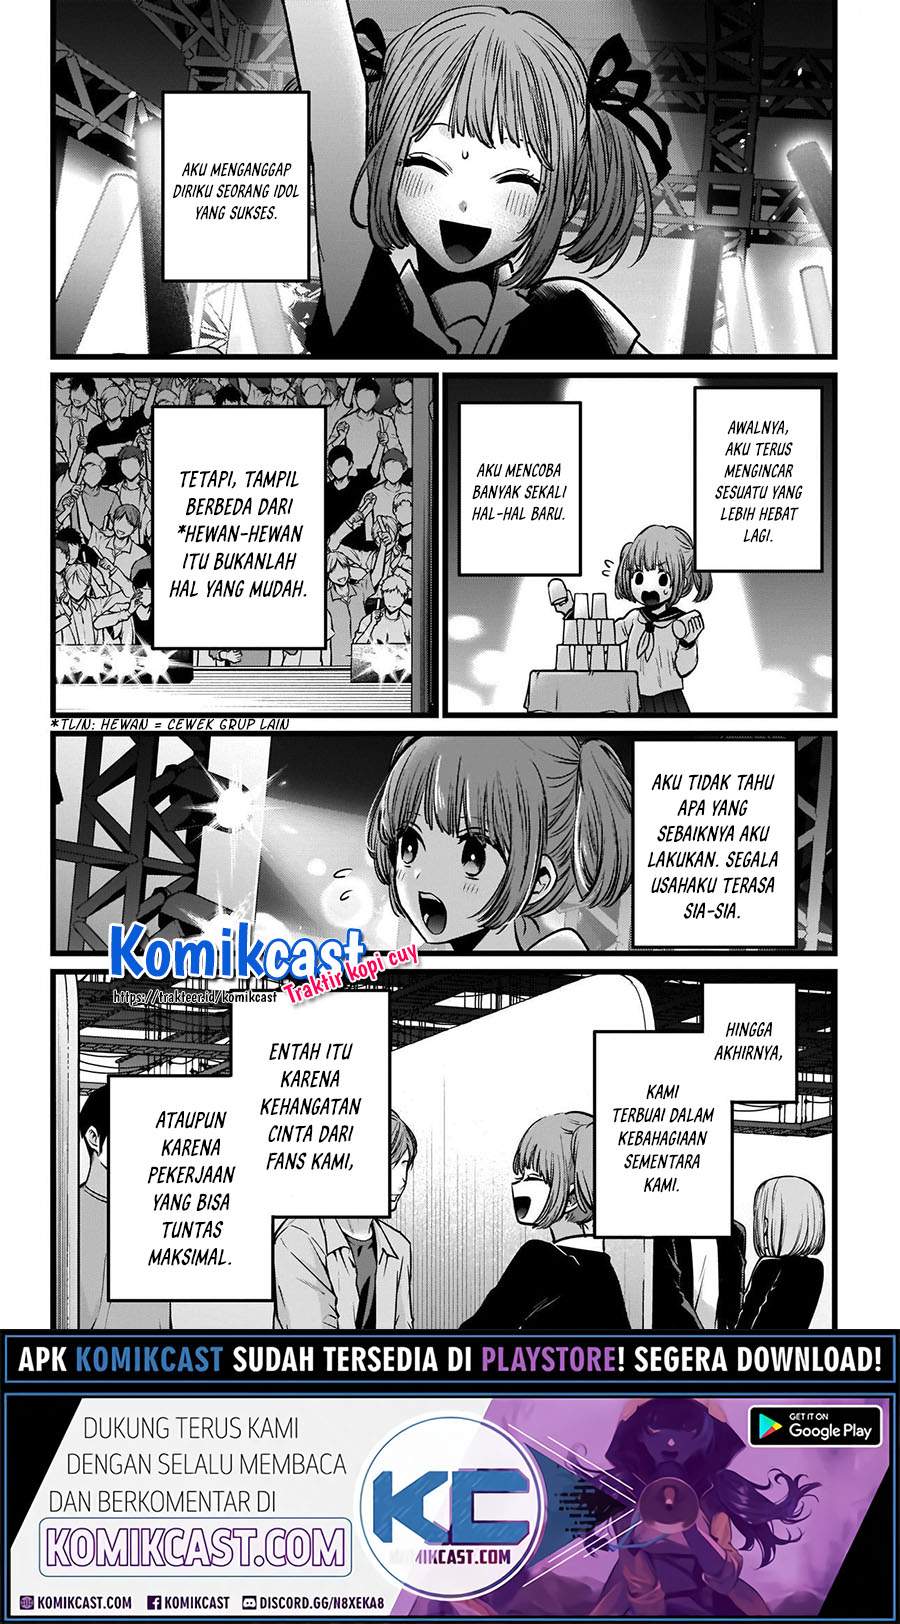 AKU MENGANGGAP
DIRIKU SEORANG IDOL
YANG SUKSES.
AWALNYA,
AKU TERUS
MENGINCAR
SESUATU YANG
LEBIH HEBAT
LAGI.
AKU MENCOBA
BANYAK SEKALI
HAL-HAL BARU.
TETAPI, TAMPIL
BERBEDA DARI
*HEWAN-HEWAN
ITU BUKANLAH
HAL YANG MUDAH.
*TL/N: HEWAN = CEWEK GRUP LAIN
AKU TIDAK TAHU
APA YANG
SEBAIKNYA AKU
LAKUKAN. SEGALA
USAHAKU TERASA
SIA-SIA.
Komikcast
Traktir kopi cuy
https://trakteer.id/komikcast
HINGGA
AKHIRNYA,
KAMI
TERBUAI DALAM
KEBAHAGIAAN
SEMENTARA
KAMI.
ENTAH ITU
KARENA
KEHANGATAN
CINTA DARI
FANS KAMI,
ATAUPUN
KARENA
PEKERJAAN
YANG BISA
TUNTAS
MAKSIMAL.
APK KOMIKCAST SUDAH TERSEDIA DI PLAYSTORE! SEGERA DOWNLOAD!
DUKUNG TERUS KAMI
DENGAN SELALU MEMBACA
DAN BERKOMENTAR DI
KOMIKCAST.COM
KOMIKCAST.COM KOMIKCAST DISCORD.GG/N8XEKA8
KC
KOMIKCAST.COM
GET IT ON
Google Play